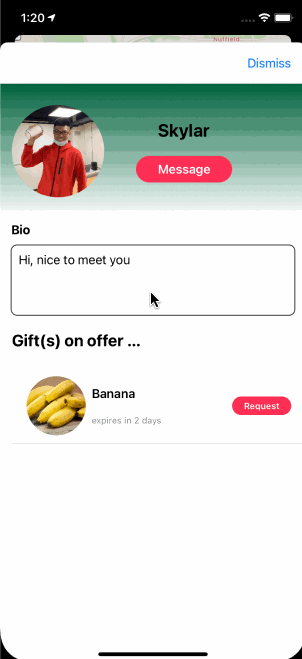 1:20
Nutfield
Dismiss
Skylar
Message
Bio
Hi, nice to meet you
Gift(s) on offer ...
Banana
expires in 2 days
Request